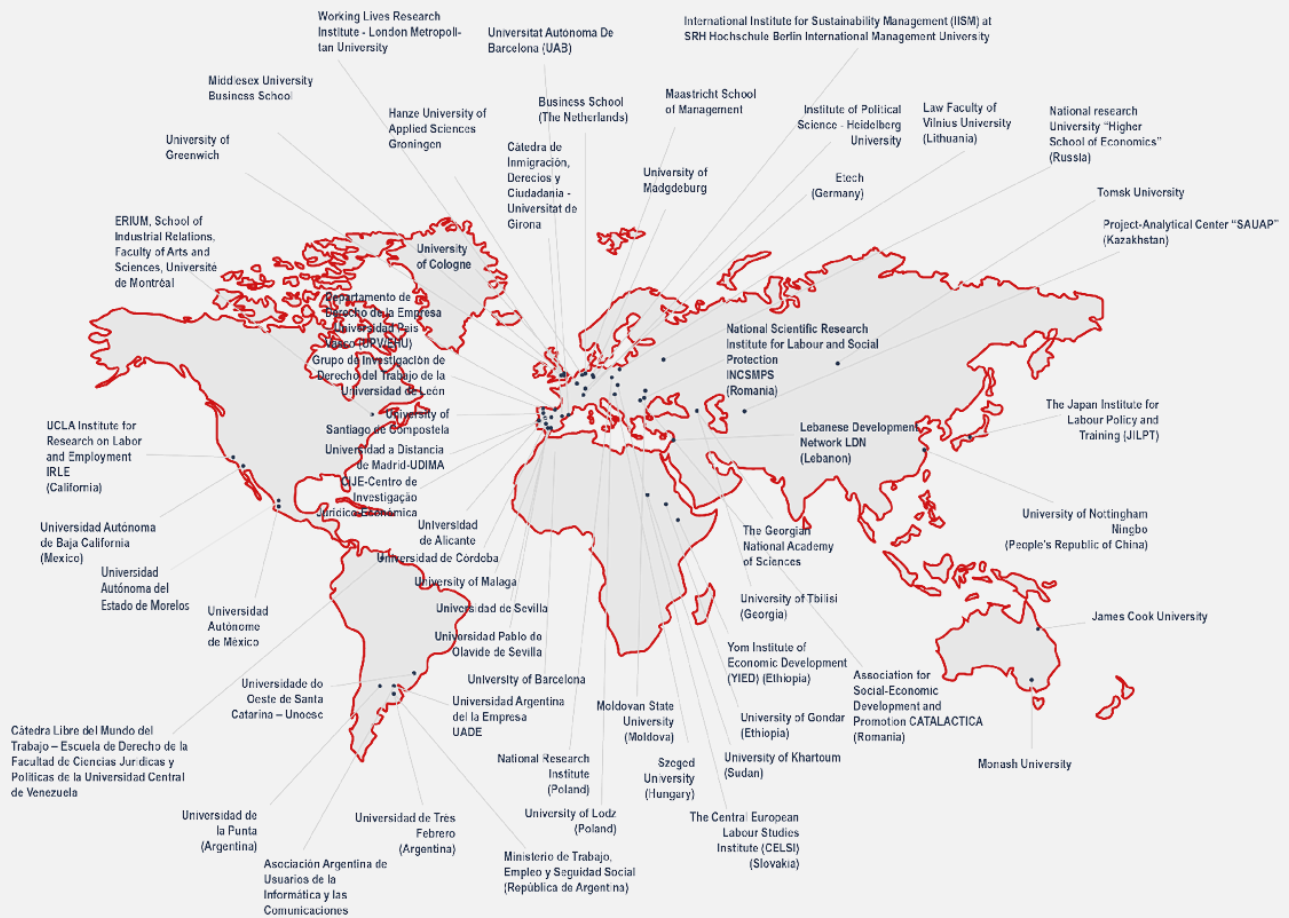 Working Lives Research
Institute - London Metropoli-
tan University
Universitat Autonoma De
Barcelona (UAB)
International Institute for Sustainability Management (IISM) at
SRH Hochschule Berlin International Management University
Middlesex University
Business School
Hanze University of
Applied Sciences
Groningen
Business School
(The Netherlands)
Maastricht School
of Management
Institute of Political
Science - Heidelberg
University
Law Faculty of
Vilnius University
(Lithuania)
National research
University “Higher
School of Economics”
(Russia)
University of
Greenwich
Cátedra de
Inmigración,
Derecios y
Ciudadania -
Universitat de
Girona
University of
Madgdeburg
Etech
(Germany)
Tomsk University
ERIUM, School of
Industrial Relations,
Faculty of Arts and
Sciences, Université
de Montréal
University
of Cologne
Project-Analytical Center “SAUAP”
(Kazakhstan)
Departamento de
Derecho de la Empresa
Universidad Pais
Vasco (UPV/EHU)
Grupo de Investigación de
Derecho del Trabajo de la
Universidad de León
National Scientific Research
Institute for Labour and Social
Protection
INCSMPS
(Romania)
University of
Santiago de Compostela
UCLA Institute for
Research on Labor
and Employment
IRLE
(California)
Universidad a Distancia
de Madrid-UDIMA
CIJE-Centro de
Investigação
Jurídico-Económica
Lebanese Development
Network LDN
(Lebanon)
The Japan Institute for
Labour Policy and
Training (JILPT)
Universidad Autónoma
de Baja California
(Mexico)
Universidad
de Alicante
Universidad de Córdoba
University of Malaga
Universidad de Sevilla
Universidad Pablo de
Olavide de Sevilla
University of Barcelona
The Georgian
National Academy
of Sciences
University of Nottingham
Ningbo
(People's Republic of China)
Universidad
Autónoma del
Estado de Morelos
Universidad
Autónome
de Mèxico
University of Tbilisi
(Georgia)
James Cook University
Yom Institute of
Economic Development
(YIED) (Ethiopia)
Association for
Social-Economic
Development and
Promotion CATALACTICA
(Romania)
Universidade do
Oeste de Santa
Catarina – Unoesc
Universidad Argentina
del la Empresa
UADE
Moldovan State
University
(Moldova)
University of Gondar
(Ethiopia)
Cátedra Libre del Mundo del
Trabajo – Escuela de Derecho de la
Facultad de Ciencias Jurídicas y
Políticas de la Universidad Central
de Venezuela
National Research
Institute
(Poland)
Szeged
University
(Hungary)
University of Khartoum
(Sudan)
Monash University
Universidad de
la Punta
(Argentina)
Universidad de Très
Febrero
(Argentina)
University of Lodz
(Poland)
The Central European
Labour Studies
Institute (CELSI)
(Slovakia)
Asociación Argentina de
Usuarios de la
Informática y las
Comunicaciones
Ministerio de Trabajo,
Empleo y Seguidad Social
(República de Argentina)